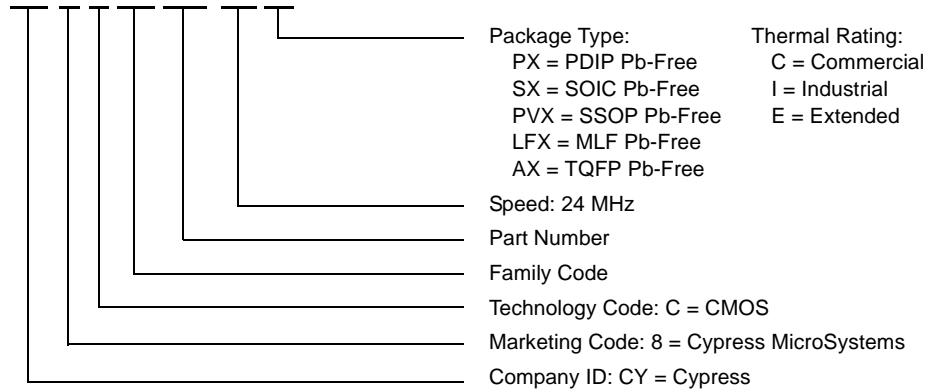 Package Type: Thermal Rating:
PX = PDIP Pb-Free C = Commercial
SX = SOIC Pb-Free I = Industrial
PVX = SSOP Pb-Free E = Extended
LFX = MLF Pb-Free
AX = TQFP Pb-Free
Speed: 24 MHz
Part Number
Family Code
Technology Code: C = CMOS
Marketing Code: 8 = Cypress MicroSystems
Company ID: CY = Cypress